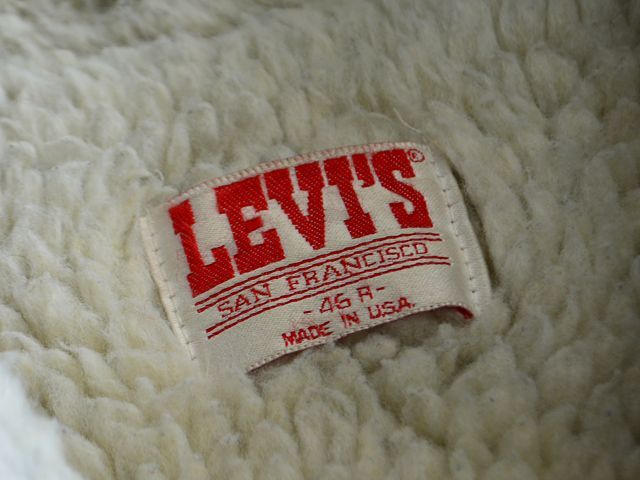 LEVI'S®
SAN FRANCISCO
- 46 R -
MADE IN U.S.A.